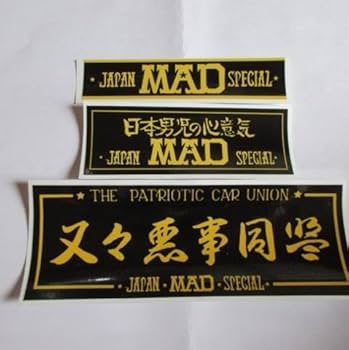 ・JAPAN MAD SPECIAL・
日本男児の心意気
・JAPAN MAD SPECIAL・
★ THE PATRIOTIC CAR UNION ★
又々悪事同盟
・JAPAN・MAD・SPECIAL・